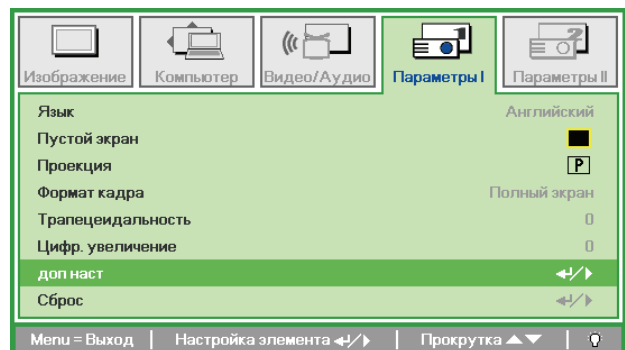 Изображение
Компьютер
Видео/Аудио
Параметры I
Параметры II
Язык Английский
Пустой экран
Проекция P
Формат кадра Полный экран
Трапецеидальность 0
Цифр. увеличение 0
доп наст ↵/▶
Сброс ↵/▶
Menu = Выход | Настройка элемента ↵/▶ | Прокрутка ▲▼ |